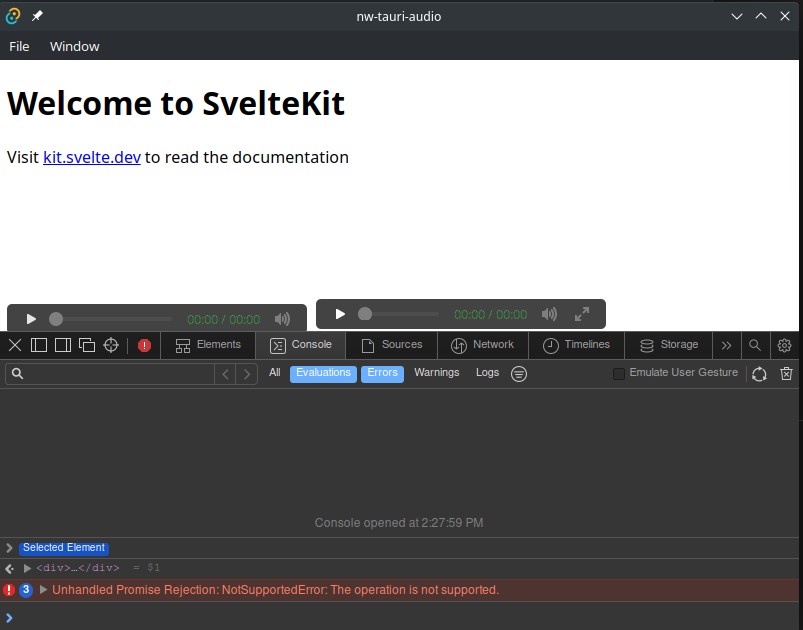 nw-tauri-audio
File Window
Welcome to SvelteKit
Visit kit.svelte.dev to read the documentation
00:00 / 00:00 00:00 / 00:00
Elements Console Sources Network Timelines Storage
All Evaluations Errors Warnings Logs Emulate User Gesture
Console opened at 2:27:59 PM
Selected Element
<div>…</div> = $1
3 Unhandled Promise Rejection: NotSupportedError: The operation is not supported.